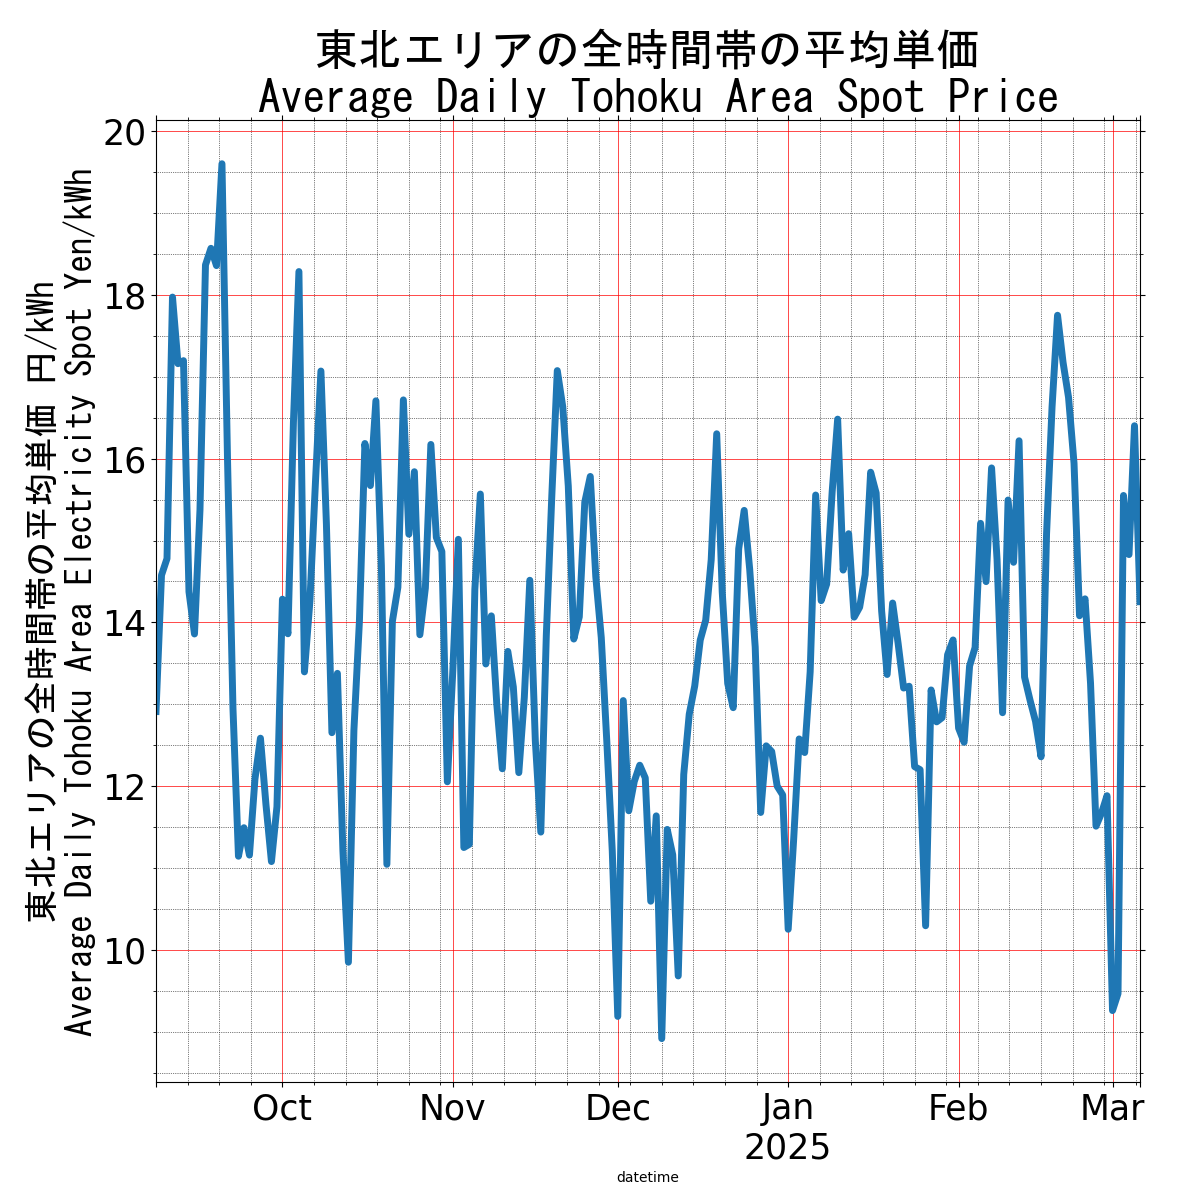 東北エリアの全時間帯の平均単価
Average Daily Tohoku Area Spot Price
東北エリアの全時間帯の平均単価 円/kWh
Average Daily Tohoku Area Electricity Spot Yen/kWh
20
18
16
14
12
10
Oct
Nov
Dec
Jan
2025
Feb
Mar
datetime